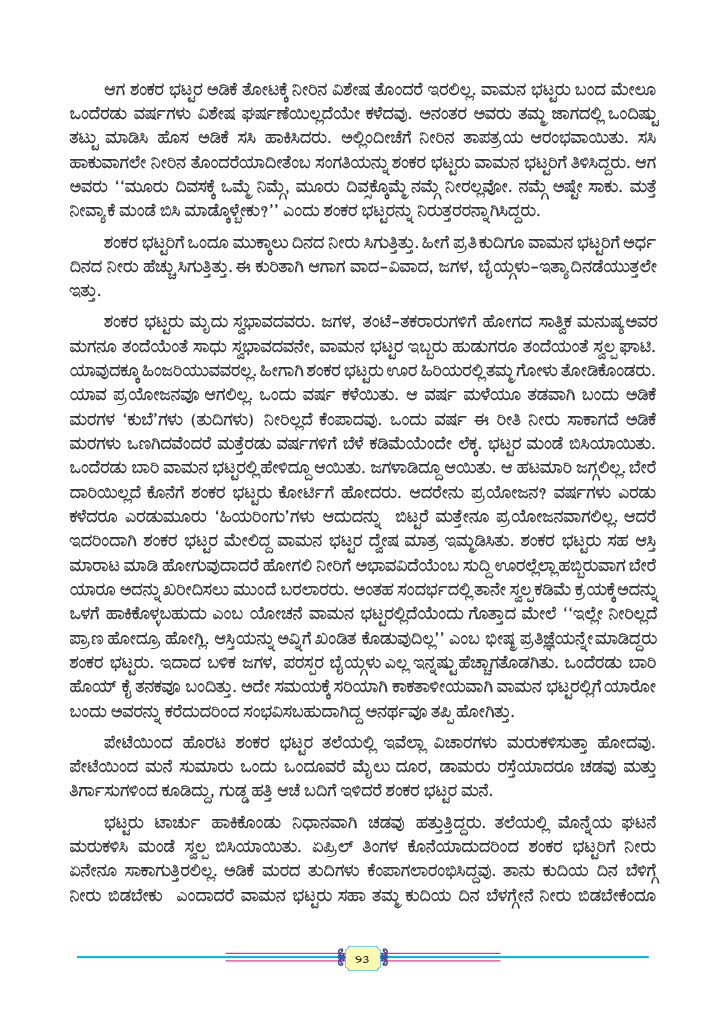 ಆಗ ಶಂಕರ ಭಟ್ಟರ ಅಡಿಕೆ ತೋಟಕ್ಕೆ ನೀರಿನ ವಿಶೇಷ ತೊಂದರೆ ಇರಲಿಲ್ಲ. ವಾಮನ ಭಟ್ಟರು ಬಂದ ಮೇಲೂ
ಒಂದೆರಡು ವರ್ಷಗಳು ವಿಶೇಷ ಘರ್ಷಣೆಯಿಲ್ಲದೆಯೇ ಕಳೆದವು. ಅನಂತರ ಅವರು ತಮ್ಮ ಜಾಗದಲ್ಲಿ ಒಂದಿಷ್ಟು
ತಟ್ಟು ಮಾಡಿಸಿ ಹೊಸ ಅಡಿಕೆ ಸಸಿ ಹಾಕಿಸಿದರು. ಅಲ್ಲಿಂದೀಚೆಗೆ ನೀರಿನ ತಾಪತ್ರಯ ಆರಂಭವಾಯಿತು. ಸಸಿ
ಹಾಕುವಾಗಲೇ ನೀರಿನ ತೊಂದರೆಯಾದೀತೆಂಬ ಸಂಗತಿಯನ್ನು ಶಂಕರ ಭಟ್ಟರು ವಾಮನ ಭಟ್ಟರಿಗೆ ತಿಳಿಸಿದ್ದರು. ಆಗ
ಅವರು ‘‘ಮೂರು ದಿವಸಕ್ಕೆ ಒಮ್ಮೆ ನಿಮ್ಗೆ, ಮೂರು ದಿವ್ಸಕ್ಕೊಮ್ಮೆ ನಮ್ಗೆ ನೀರಲ್ಲವೋ. ನಮ್ಗೆ ಅಷ್ಟೇ ಸಾಕು. ಮತ್ತೆ
ನೀವ್ಯಾಕೆ ಮಂಡೆ ಬಿಸಿ ಮಾಡ್ಕೊಳ್ಬೇಕು?’’ ಎಂದು ಶಂಕರ ಭಟ್ಟರನ್ನು ನಿರುತ್ತರರನ್ನಾಗಿಸಿದ್ದರು.
ಶಂಕರ ಭಟ್ಟರಿಗೆ ಒಂದೂ ಮುಕ್ಕಾಲು ದಿನದ ನೀರು ಸಿಗುತ್ತಿತ್ತು. ಹೀಗೆ ಪ್ರತಿ ಕುದಿಗೂ ವಾಮನ ಭಟ್ಟರಿಗೆ ಅರ್ಧ
ದಿನದ ನೀರು ಹೆಚ್ಚು ಸಿಗುತ್ತಿತ್ತು. ಈ ಕುರಿತಾಗಿ ಆಗಾಗ ವಾದ–ವಿವಾದ, ಜಗಳ, ಬೈಯ್ಗಳು–ಇತ್ಯಾದಿ ನಡೆಯುತ್ತಲೇ
ಇತ್ತು.
ಶಂಕರ ಭಟ್ಟರು ಮೃದು ಸ್ವಭಾವದವರು. ಜಗಳ, ತಂಟೆ–ತಕರಾರುಗಳಿಗೆ ಹೋಗದ ಸಾತ್ವಿಕ ಮನುಷ್ಯ ಅವರ
ಮಗನೂ ತಂದೆಯೆಂತೆ ಸಾಧು ಸ್ವಭಾವದವನೇ, ವಾಮನ ಭಟ್ಟರ ಇಬ್ಬರು ಹುಡುಗರೂ ತಂದೆಯಂತೆ ಸ್ವಲ್ಪ ಘಾಟಿ.
ಯಾವುದಕ್ಕೂ ಹಿಂಜರಿಯುವವರಲ್ಲ. ಹೀಗಾಗಿ ಶಂಕರ ಭಟ್ಟರು ಊರ ಹಿರಿಯರಲ್ಲಿ ತಮ್ಮ ಗೋಳು ತೋಡಿಕೊಂಡರು.
ಯಾವ ಪ್ರಯೋಜನವೂ ಆಗಲಿಲ್ಲ. ಒಂದು ವರ್ಷ ಕಳೆಯಿತು. ಆ ವರ್ಷ ಮಳೆಯೂ ತಡವಾಗಿ ಬಂದು ಅಡಿಕೆ
ಮರಗಳ ‘ಕುಬೆ’ಗಳು (ತುದಿಗಳು) ನೀರಿಲ್ಲದೆ ಕೆಂಪಾದವು. ಒಂದು ವರ್ಷ ಈ ರೀತಿ ನೀರು ಸಾಕಾಗದೆ ಅಡಿಕೆ
ಮರಗಳು ಒಣಗಿದವೆಂದರೆ ಮತ್ತೆರಡು ವರ್ಷಗಳಿಗೆ ಬೆಳೆ ಕಡಿಮೆಯೆಂದೇ ಲೆಕ್ಕ. ಭಟ್ಟರ ಮಂಡೆ ಬಿಸಿಯಾಯಿತು.
ಒಂದೆರಡು ಬಾರಿ ವಾಮನ ಭಟ್ಟರಲ್ಲಿ ಹೇಳಿದ್ದೂ ಆಯಿತು. ಜಗಳಾಡಿದ್ದೂ ಆಯಿತು. ಆ ಹಟಮಾರಿ ಜಗ್ಗಲಿಲ್ಲ. ಬೇರೆ
ದಾರಿಯಿಲ್ಲದೆ ಕೊನೆಗೆ ಶಂಕರ ಭಟ್ಟರು ಕೋರ್ಟಿಗೆ ಹೋದರು. ಆದರೇನು ಪ್ರಯೋಜನ? ವರ್ಷಗಳು ಎರಡು
ಕಳೆದರೂ ಎರಡುಮೂರು ‘ಹಿಯರಿಂಗು’ಗಳು ಆದುದನ್ನು ಬಿಟ್ಟರೆ ಮತ್ತೇನೂ ಪ್ರಯೋಜನವಾಗಲಿಲ್ಲ. ಆದರೆ
ಇದರಿಂದಾಗಿ ಶಂಕರ ಭಟ್ಟರ ಮೇಲಿದ್ದ ವಾಮನ ಭಟ್ಟರ ದ್ವೇಷ ಮಾತ್ರ ಇಮ್ಮಡಿಸಿತು. ಶಂಕರ ಭಟ್ಟರು ಸಹ ಆಸ್ತಿ
ಮಾರಾಟ ಮಾಡಿ ಹೋಗುವುದಾದರೆ ಹೋಗಲಿ ನೀರಿಗೆ ಅಭಾವವಿದೆಯೆಂಬ ಸುದ್ದಿ ಊರಲ್ಲೆಲ್ಲಾ ಹಬ್ಬಿರುವಾಗ ಬೇರೆ
ಯಾರೂ ಅದನ್ನು ಖರೀದಿಸಲು ಮುಂದೆ ಬರಲಾರರು. ಅಂತಹ ಸಂದರ್ಭದಲ್ಲಿ ತಾನೇ ಸ್ವಲ್ಪ ಕಡಿಮೆ ಕ್ರಯಕ್ಕೆ ಅದನ್ನು
ಒಳಗೆ ಹಾಕಿಕೊಳ್ಳಬಹುದು ಎಂಬ ಯೋಚನೆ ವಾಮನ ಭಟ್ಟರಲ್ಲಿದೆಯೆಂದು ಗೊತ್ತಾದ ಮೇಲೆ ‘‘ಇಲ್ಲೇ ನೀರಿಲ್ಲದೆ
ಪ್ರಾಣ ಹೋದ್ರೂ ಹೋಗ್ಲಿ. ಆಸ್ತಿಯನ್ನು ಅವ್ನಿಗೆ ಖಂಡಿತ ಕೊಡುವುದಿಲ್ಲ’’ ಎಂಬ ಭೀಷ್ಮ ಪ್ರತಿಜ್ಞೆಯನ್ನೇ ಮಾಡಿದ್ದರು
ಶಂಕರ ಭಟ್ಟರು. ಇದಾದ ಬಳಿಕ ಜಗಳ, ಪರಸ್ಪರ ಬೈಯ್ಗಳು ಎಲ್ಲ ಇನ್ನಷ್ಟು ಹೆಚ್ಚಾಗತೊಡಗಿತು. ಒಂದೆರಡು ಬಾರಿ
ಹೊಯ್ ಕೈ ತನಕವೂ ಬಂದಿತ್ತು. ಅದೇ ಸಮಯಕ್ಕೆ ಸರಿಯಾಗಿ ಕಾಕತಾಳೀಯವಾಗಿ ವಾಮನ ಭಟ್ಟರಲ್ಲಿಗೆ ಯಾರೋ
ಬಂದು ಅವರನ್ನು ಕರೆದುದರಿಂದ ಸಂಭವಿಸಬಹುದಾಗಿದ್ದ ಅನರ್ಥವೂ ತಪ್ಪಿ ಹೋಗಿತ್ತು.
ಪೇಟೆಯಿಂದ ಹೊರಟ ಶಂಕರ ಭಟ್ಟರ ತಲೆಯಲ್ಲಿ ಇವೆಲ್ಲಾ ವಿಚಾರಗಳು ಮರುಕಳಿಸುತ್ತಾ ಹೋದವು.
ಪೇಟೆಯಿಂದ ಮನೆ ಸುಮಾರು ಒಂದು ಒಂದೂವರೆ ಮೈಲು ದೂರ, ಡಾಮರು ರಸ್ತೆಯಾದರೂ ಚಡವು ಮತ್ತು
ತಿರ್ಗಾಸುಗಳಿಂದ ಕೂಡಿದ್ದು, ಗುಡ್ಡ ಹತ್ತಿ ಆಚೆ ಬದಿಗೆ ಇಳಿದರೆ ಶಂಕರ ಭಟ್ಟರ ಮನೆ.
ಭಟ್ಟರು ಟಾರ್ಚು ಹಾಕಿಕೊಂಡು ನಿಧಾನವಾಗಿ ಚಡವು ಹತ್ತುತ್ತಿದ್ದರು. ತಲೆಯಲ್ಲಿ ಮೊನ್ನೆಯ ಘಟನೆ
ಮರುಕಳಿಸಿ ಮಂಡೆ ಸ್ವಲ್ಪ ಬಿಸಿಯಾಯಿತು. ಏಪ್ರಿಲ್ ತಿಂಗಳ ಕೊನೆಯಾದುದರಿಂದ ಶಂಕರ ಭಟ್ಟರಿಗೆ ನೀರು
ಏನೇನೂ ಸಾಕಾಗುತ್ತಿರಲಿಲ್ಲ. ಅಡಿಕೆ ಮರದ ತುದಿಗಳು ಕೆಂಪಾಗಲಾರಂಭಿಸಿದ್ದವು. ತಾನು ಕುದಿಯ ದಿನ ಬೆಳಿಗ್ಗೆ
ನೀರು ಬಿಡಬೇಕು ಎಂದಾದರೆ ವಾಮನ ಭಟ್ಟರು ಸಹಾ ತಮ್ಮ ಕುದಿಯ ದಿನ ಬೆಳಗ್ಗೇನೆ ನೀರು ಬಿಡಬೇಕೆಂದೂ
೪೩